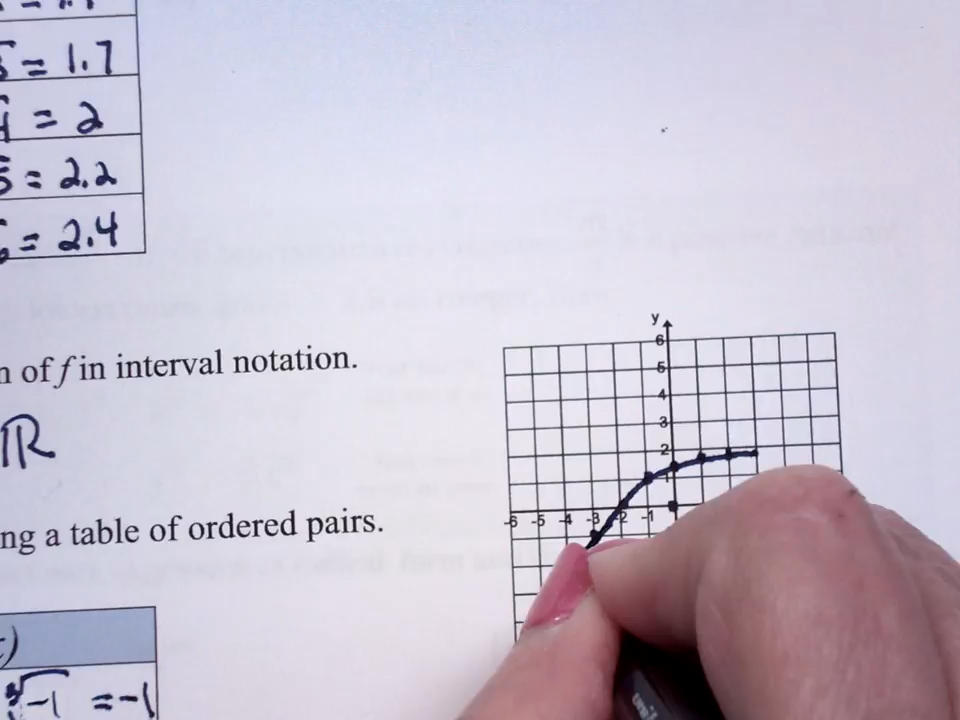 = 1.7
= 2
= 2.2
= 2.4
n of f in interval notation.
ℝ
ng a table of ordered pairs.
∛-1 = -1
y
6
5
4
3
2
1
-6 -5 -4 -3 -2 -1